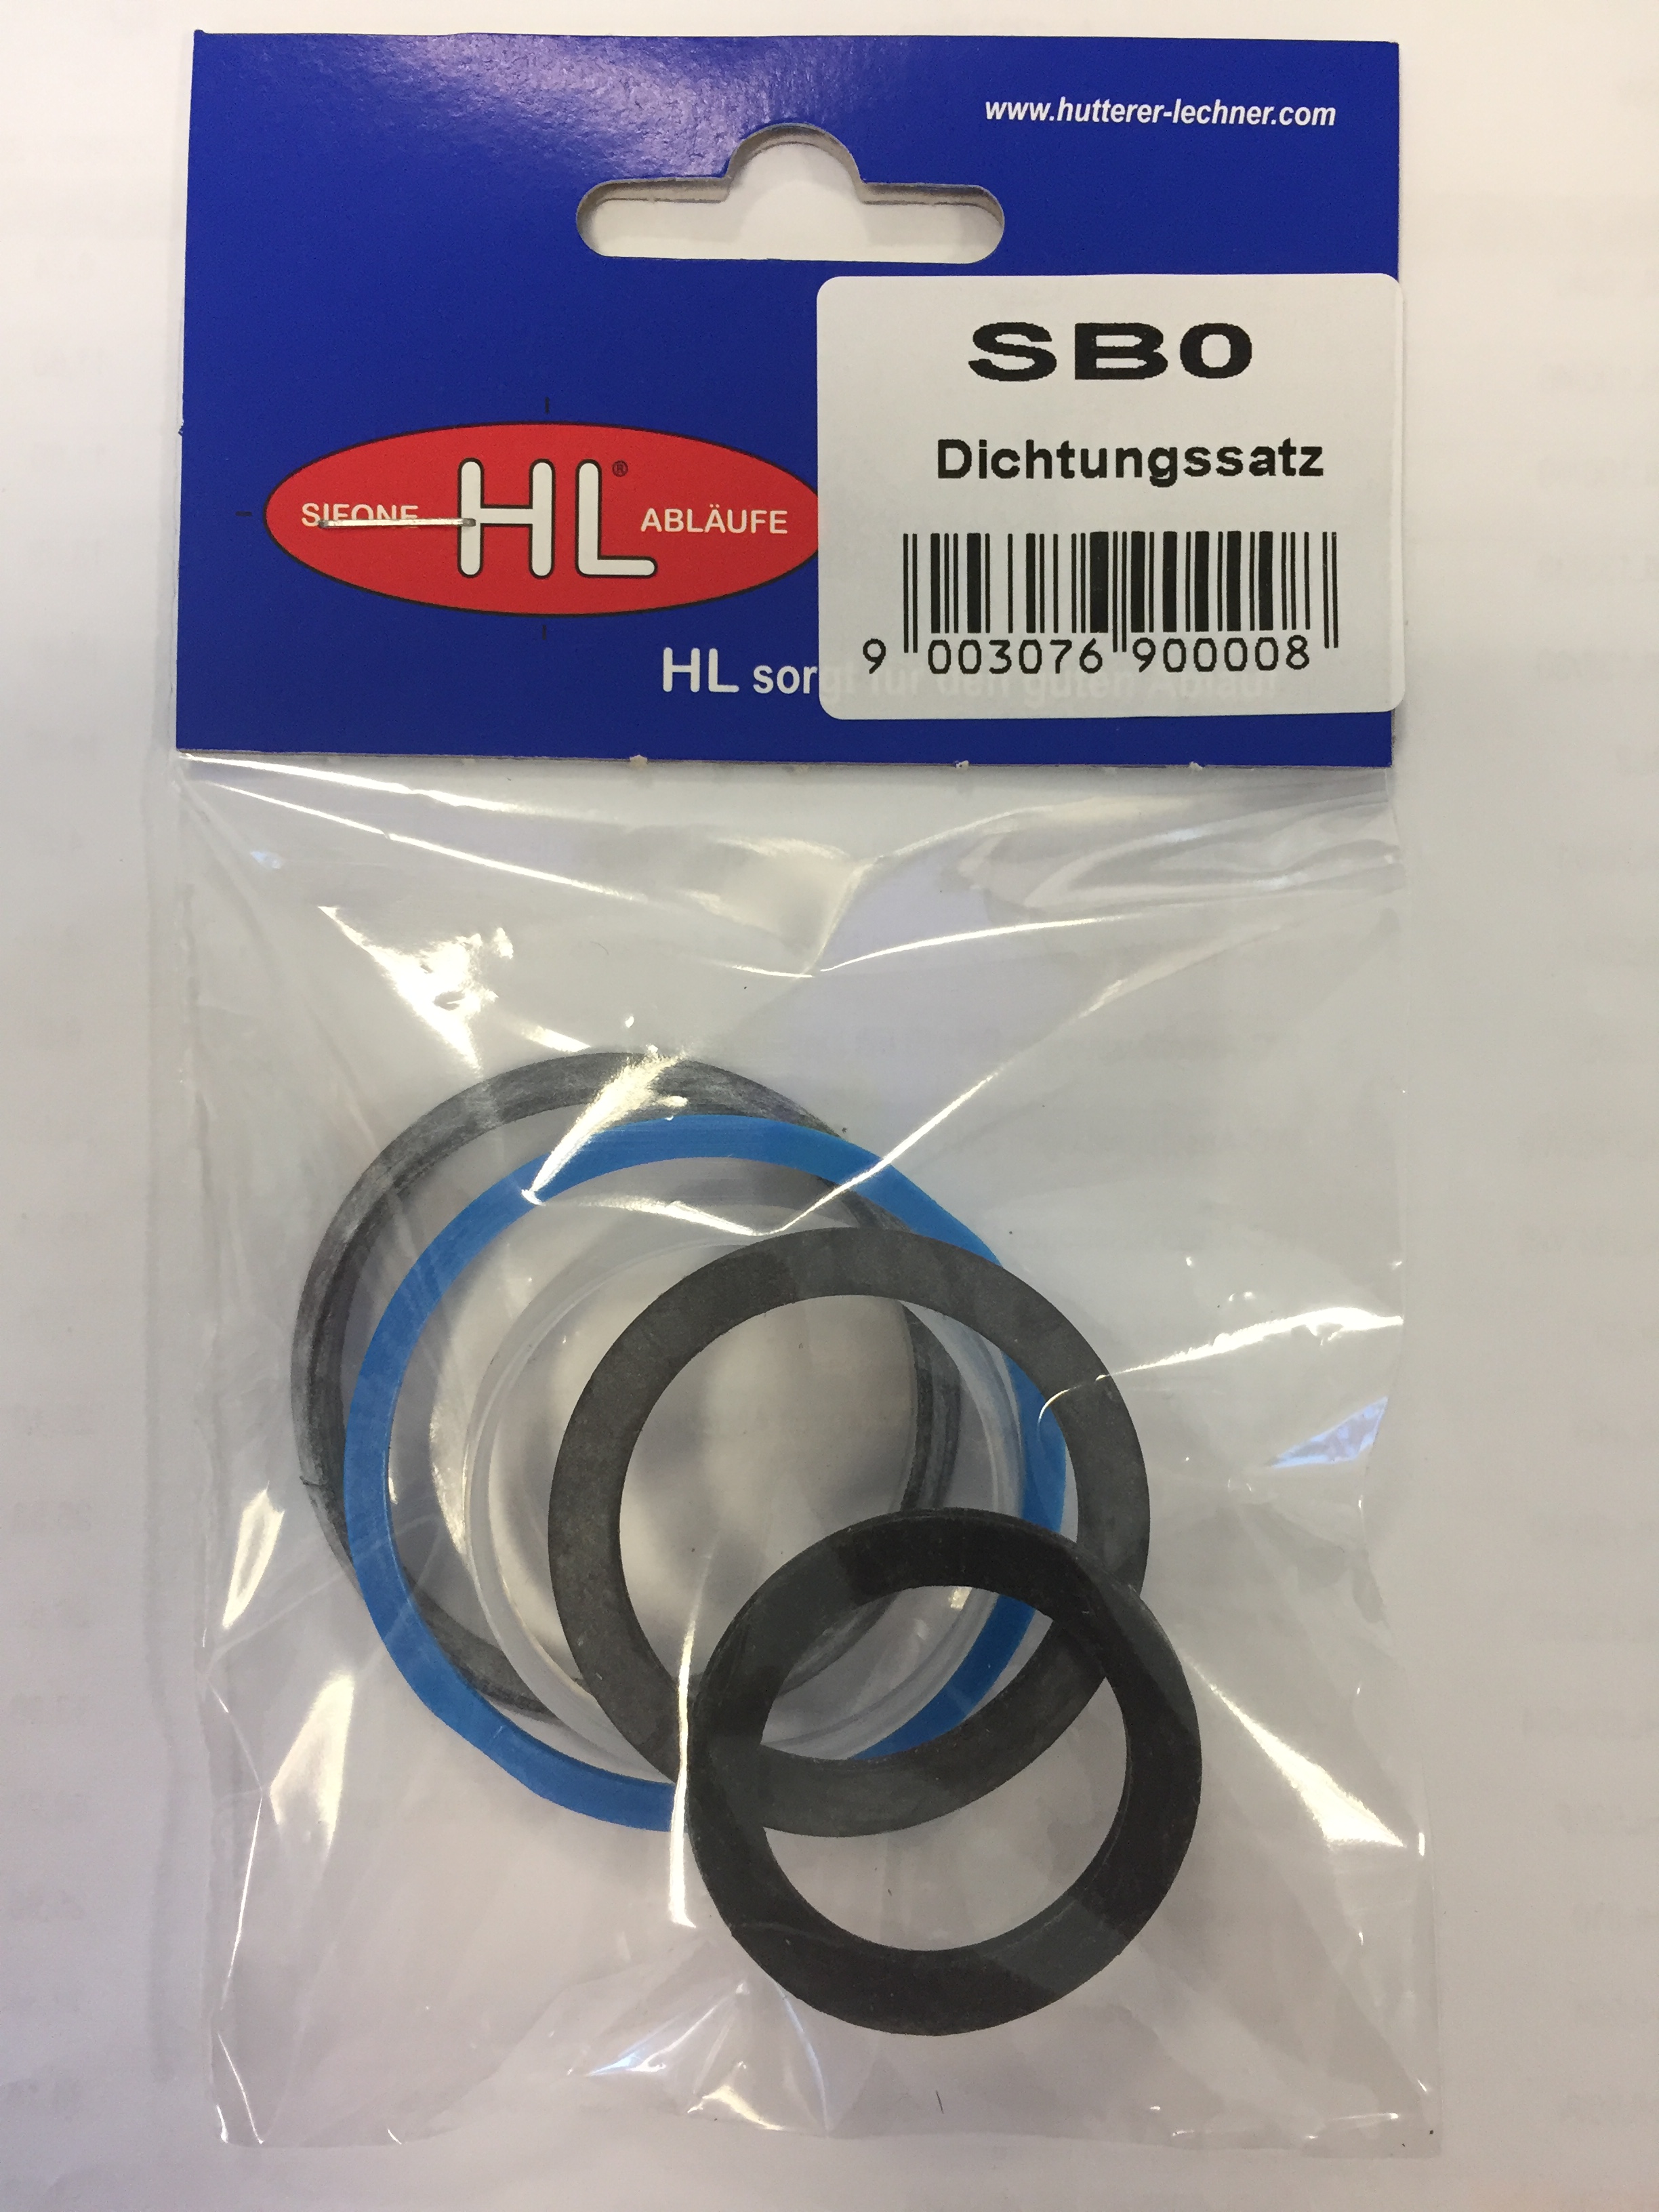 www.hutterer-lechner.com
SB0
Dichtungssatz
SIFONE HL® ABLÄUFE
9 003076 900008
HL sorgt für den guten Ablauf